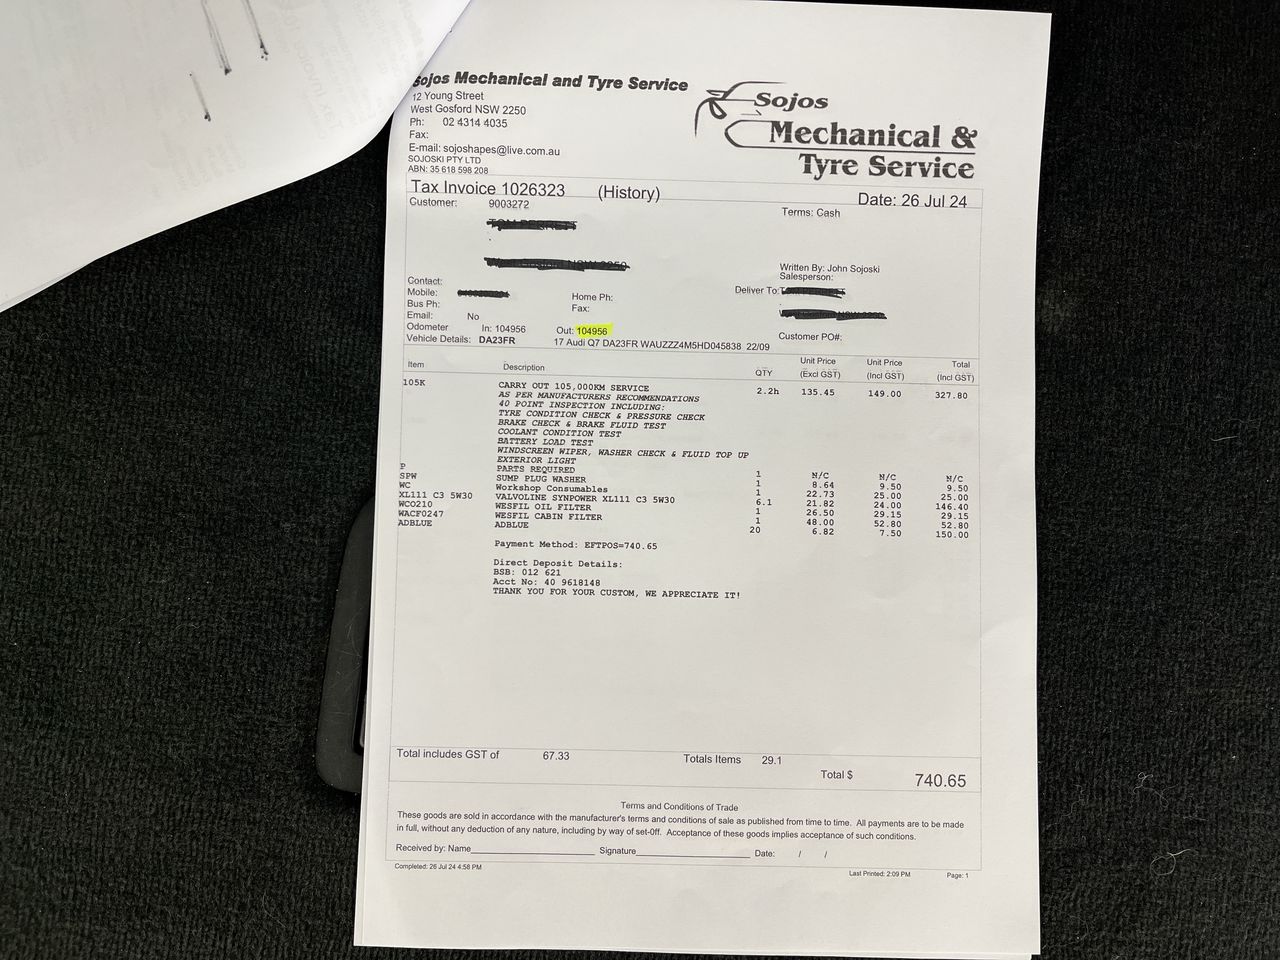 Sojos Mechanical and Tyre Service
12 Young Street
West Gosford NSW 2250
Ph: 02 4314 4035
Fax:
E-mail: sojoshapes@live.com.au
SOJOSKI PTY LTD
ABN: 35 618 598 208
Sojos
Mechanical &
Tyre Service
Tax Invoice 1026323 (History) Date: 26 Jul 24
Customer: 9003272
Terms: Cash
Written By: John Sojoski
Salesperson:
Contact:
Deliver To:
Mobile:
Home Ph:
Bus Ph:
Fax:
Email: No
Odometer In: 104956 Out: 104956
Customer PO#:
Vehicle Details: DA23FR 17 Audi Q7 DA23FR WAUZZZ4M5HD045838 22/09
Item Description QTY Unit Price (Excl GST) Unit Price (Incl GST) Total (Incl GST)
105K CARRY OUT 105,000KM SERVICE 2.2h 135.45 149.00 327.80
AS PER MANUFACTURERS RECOMMENDATIONS
40 POINT INSPECTION INCLUDING:
TYRE CONDITION CHECK & PRESSURE CHECK
BRAKE CHECK & BRAKE FLUID TEST
COOLANT CONDITION TEST
BATTERY LOAD TEST
WINDSCREEN WIPER, WASHER CHECK & FLUID TOP UP
EXTERIOR LIGHT
P PARTS REQUIRED 1 N/C N/C N/C
SPW SUMP PLUG WASHER 1 8.64 9.50 9.50
WC Workshop Consumables 1 22.73 25.00 25.00
XL111 C3 5W30 VALVOLINE SYNPOWER XL111 C3 5W30 6.1 21.82 24.00 146.40
WCO210 WESFIL OIL FILTER 1 26.50 29.15 29.15
WACF0247 WESFIL CABIN FILTER 1 48.00 52.80 52.80
ADBLUE ADBLUE 20 6.82 7.50 150.00
Payment Method: EFTPOS=740.65
Direct Deposit Details:
BSB: 012 621
Acct No: 40 9618148
THANK YOU FOR YOUR CUSTOM, WE APPRECIATE IT!
Total includes GST of 67.33 Totals Items 29.1
Total $ 740.65
Terms and Conditions of Trade
These goods are sold in accordance with the manufacturer's terms and conditions of sale as published from time to time. All payments are to be made
in full, without any deduction of any nature, including by way of set-0ff. Acceptance of these goods implies acceptance of such conditions.
Received by: Name Signature Date: / /
Completed: 26 Jul 24 4:58 PM Last Printed: 2:09 PM Page: 1